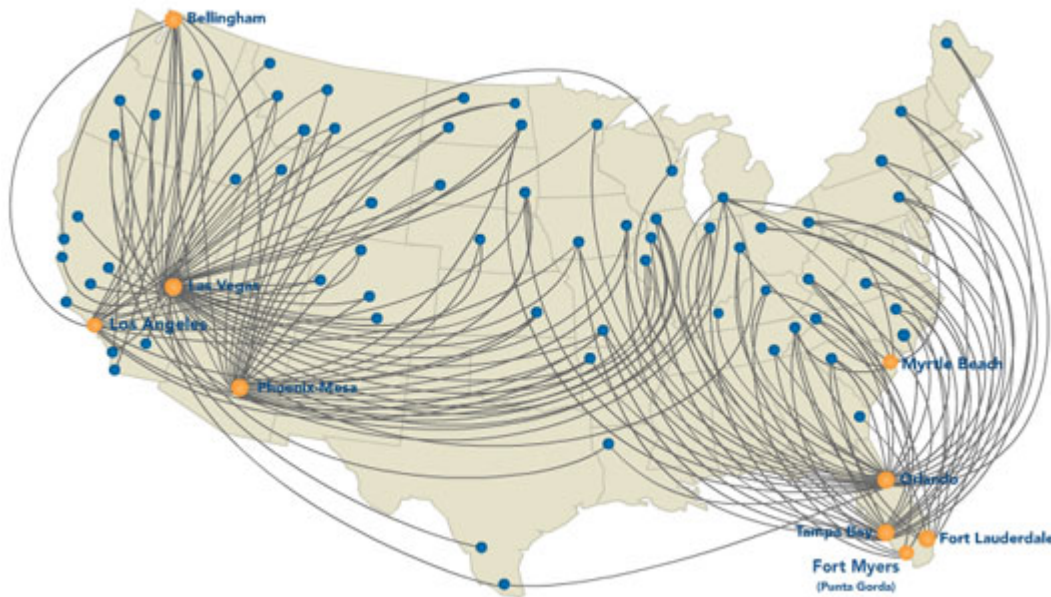 Bellingham
Las Vegas
Los Angeles
Phoenix-Mesa
Myrtle Beach
Orlando
Tampa Bay
Fort Lauderdale
Fort Myers
(Punta Gorda)